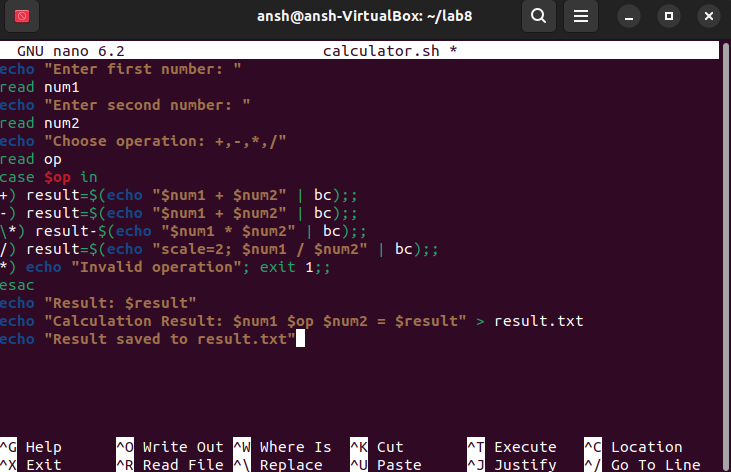 ansh@ansh-VirtualBox: ~/lab8
GNU nano 6.2 calculator.sh *
echo "Enter first number: "
read num1
echo "Enter second number: "
read num2
echo "Choose operation: +,-,*,/"
read op
case $op in
+) result=$(echo "$num1 + $num2" | bc);;
-) result=$(echo "$num1 + $num2" | bc);;
\*) result-$(echo "$num1 * $num2" | bc);;
/) result=$(echo "scale=2; $num1 / $num2" | bc);;
*) echo "Invalid operation"; exit 1;;
esac
echo "Result: $result"
echo "Calculation Result: $num1 $op $num2 = $result" > result.txt
echo "Result saved to result.txt"
^G Help ^O Write Out ^W Where Is ^K Cut ^T Execute ^C Location
^X Exit ^R Read File ^\ Replace ^U Paste ^J Justify ^/ Go To Line